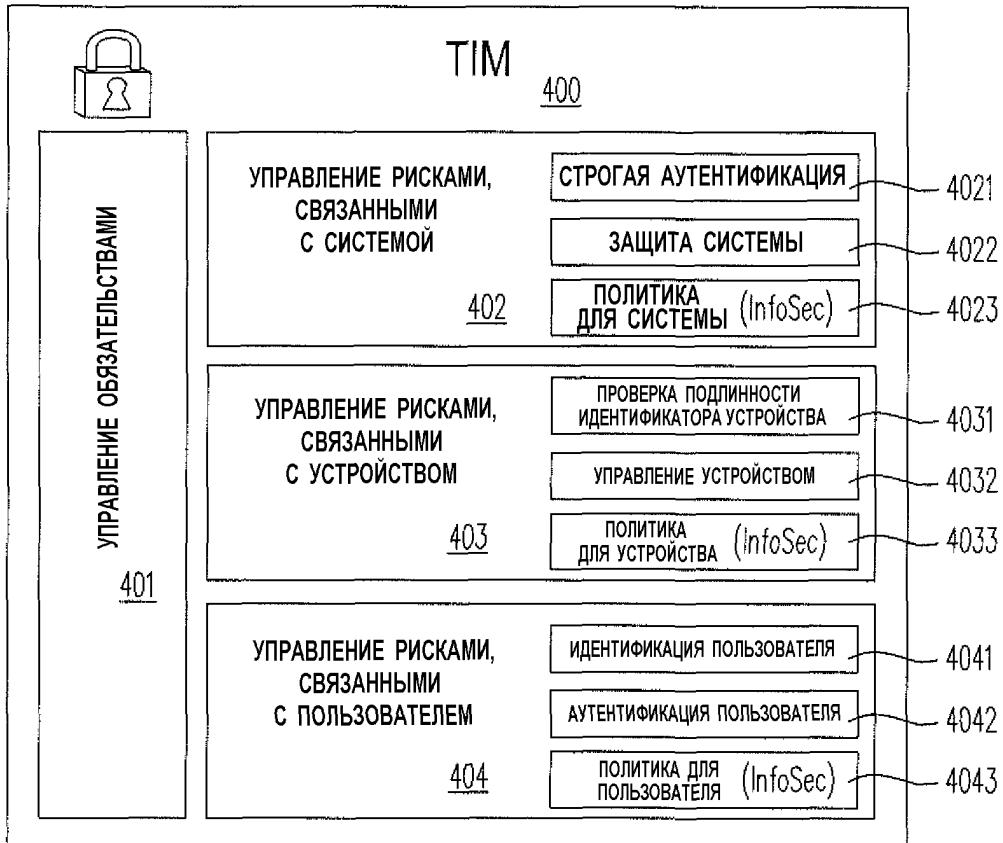 TIM
400
УПРАВЛЕНИЕ ОБЯЗАТЕЛЬСТВАМИ
401
УПРАВЛЕНИЕ РИСКАМИ,
СВЯЗАННЫМИ
С СИСТЕМОЙ
402
СТРОГАЯ АУТЕНТИФИКАЦИЯ
4021
ЗАЩИТА СИСТЕМЫ
4022
ПОЛИТИКА
ДЛЯ СИСТЕМЫ (InfoSec)
4023
УПРАВЛЕНИЕ РИСКАМИ,
СВЯЗАННЫМИ
С УСТРОЙСТВОМ
403
ПРОВЕРКА ПОДЛИННОСТИ
ИДЕНТИФИКАТОРА УСТРОЙСТВА
4031
УПРАВЛЕНИЕ УСТРОЙСТВОМ
4032
ПОЛИТИКА
ДЛЯ УСТРОЙСТВА (InfoSec)
4033
УПРАВЛЕНИЕ РИСКАМИ,
СВЯЗАННЫМИ
С ПОЛЬЗОВАТЕЛЕМ
404
ИДЕНТИФИКАЦИЯ ПОЛЬЗОВАТЕЛЯ
4041
АУТЕНТИФИКАЦИЯ ПОЛЬЗОВАТЕЛЯ
4042
ПОЛИТИКА ДЛЯ
ПОЛЬЗОВАТЕЛЯ (InfoSec)
4043